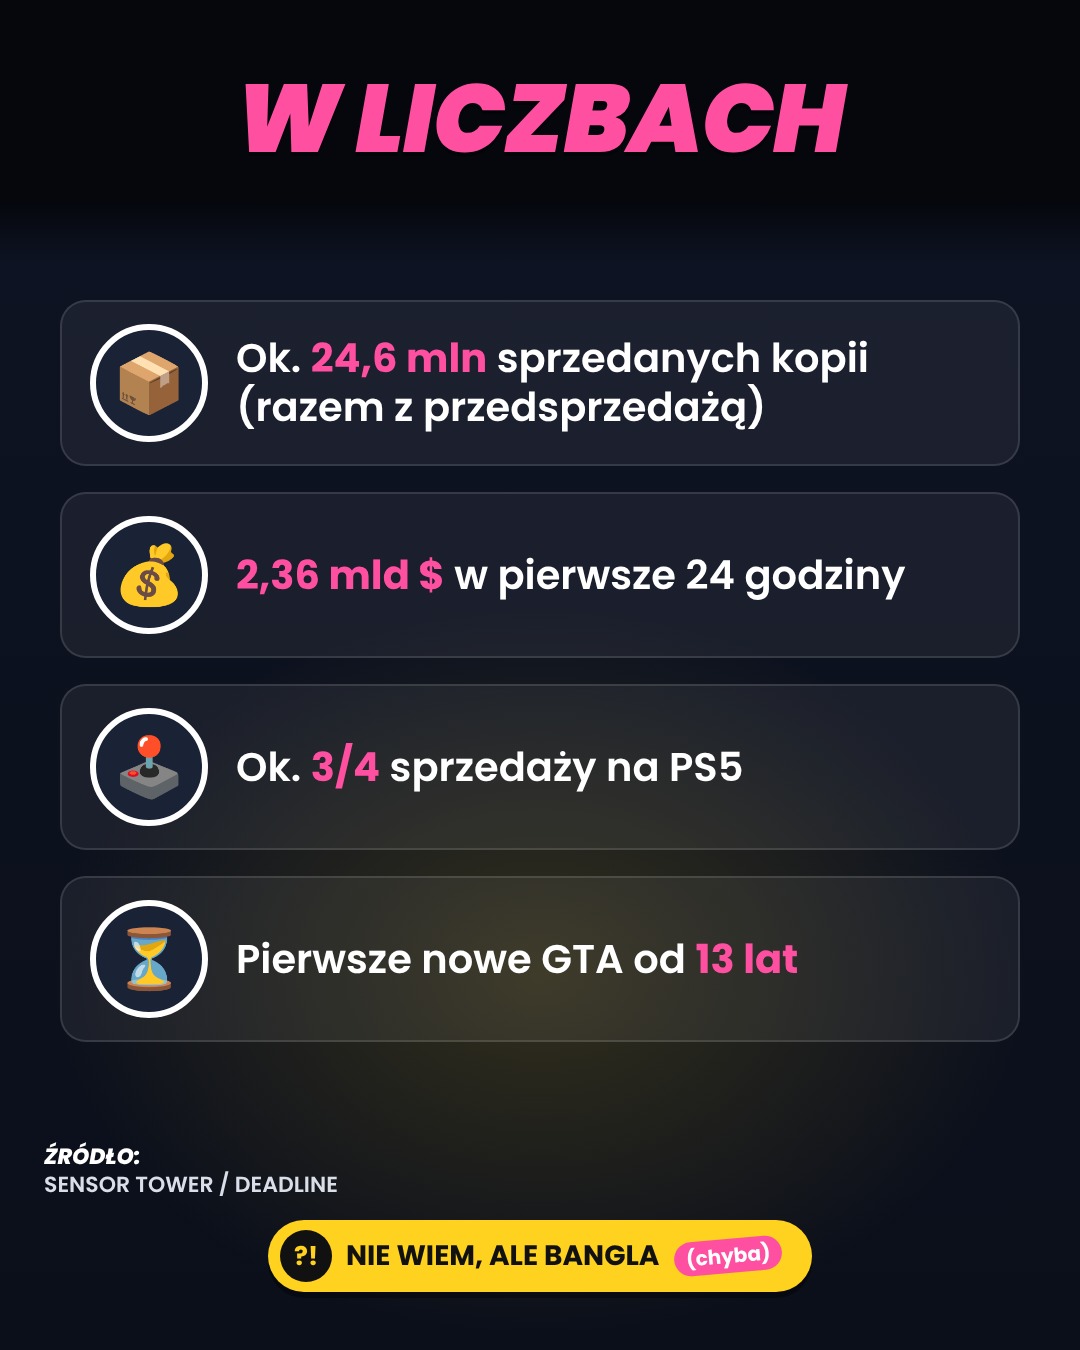 W LICZBACH
Ok. 24,6 mln sprzedanych kopii
(razem z przedsprzedażą)
2,36 mld $ w pierwsze 24 godziny
Ok. 3/4 sprzedaży na PS5
Pierwsze nowe GTA od 13 lat
ŹRÓDŁO:
SENSOR TOWER / DEADLINE
?! NIE WIEM, ALE BANGLA (chyba)